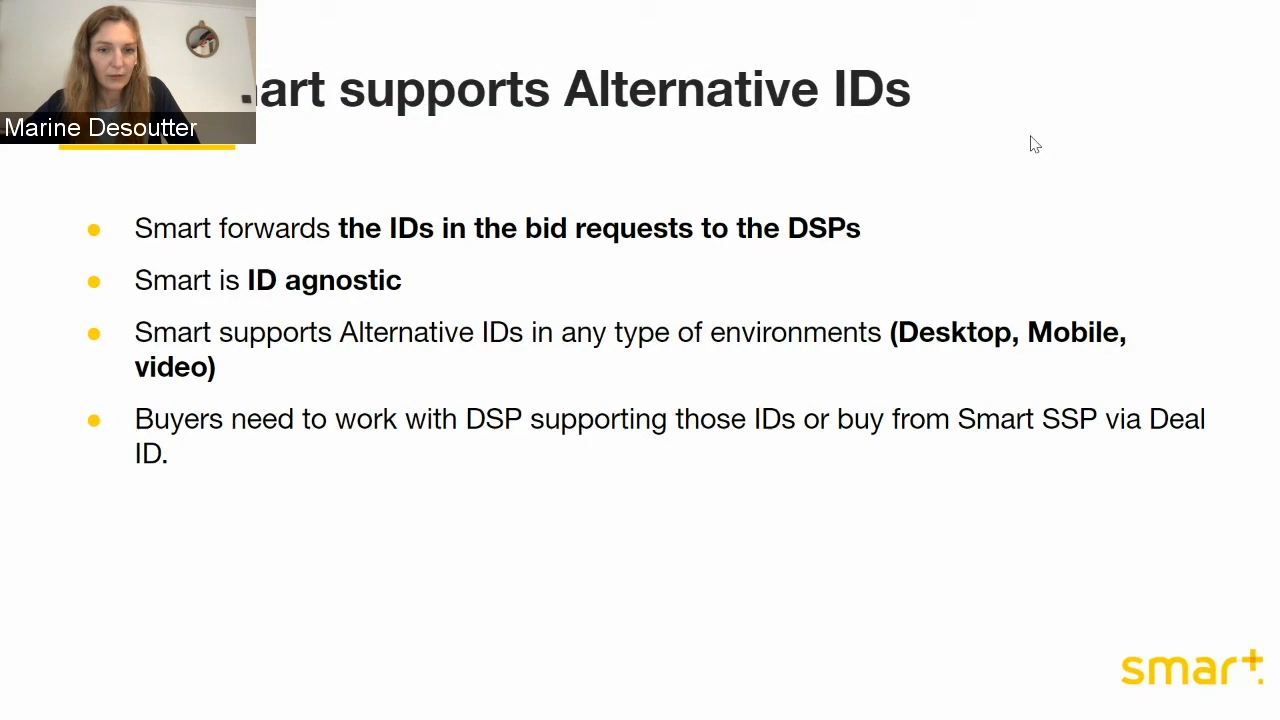 art supports Alternative IDs
Marine Desoutter
● Smart forwards the IDs in the bid requests to the DSPs
● Smart is ID agnostic
● Smart supports Alternative IDs in any type of environments (Desktop, Mobile,
video)
● Buyers need to work with DSP supporting those IDs or buy from Smart SSP via Deal
ID.
smart.